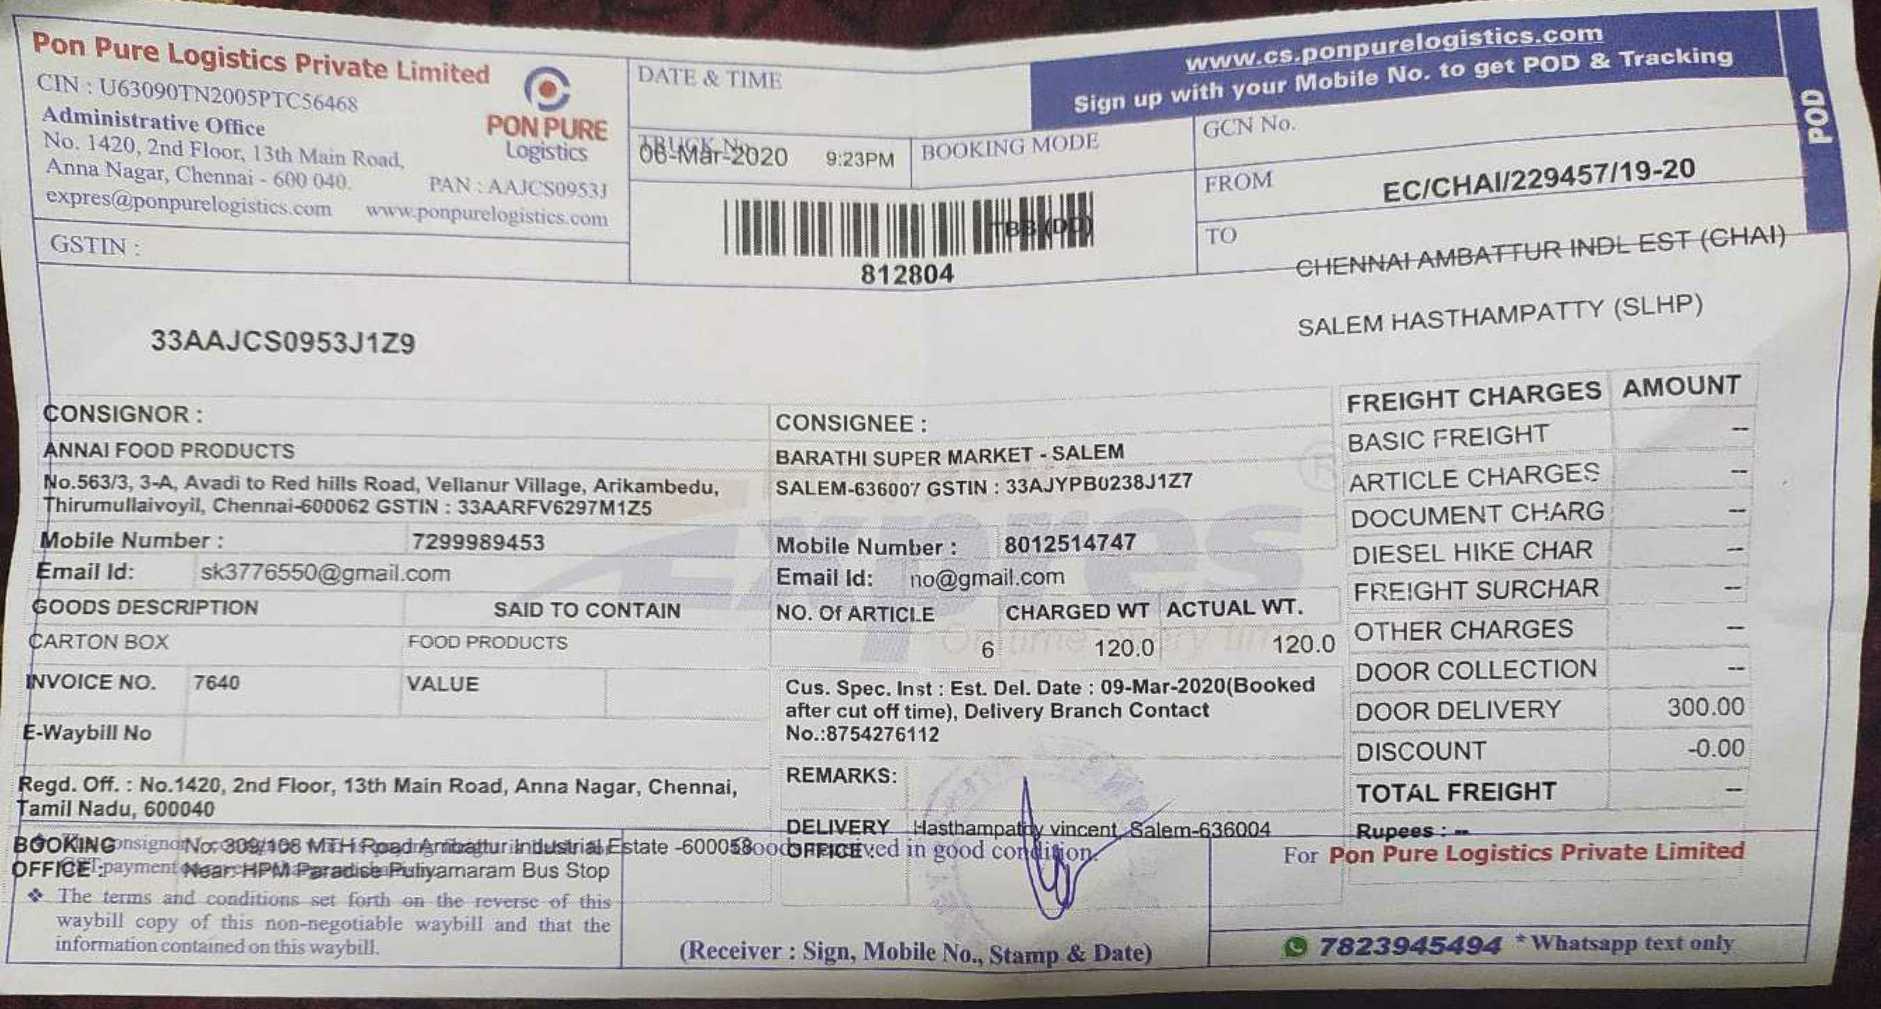 Pon Pure Logistics Private Limited
CIN : U63090TN2005PTC56468
Administrative Office
No. 1420, 2nd Floor, 13th Main Road,
Anna Nagar, Chennai - 600 040.
PAN : AAJCS0953J
expres@ponpurelogistics.com www.ponpurelogistics.com
PON PURE
Logistics
GSTIN :
33AAJCS0953J1Z9
DATE & TIME
TRUCK No.
06-Mar-2020 9:23PM
BOOKING MODE
TBB (DD)
812804
www.cs.ponpurelogistics.com
Sign up with your Mobile No. to get POD & Tracking
POD
GCN No.
FROM
EC/CHAI/229457/19-20
TO
CHENNAI AMBATTUR INDL EST (CHAI)
SALEM HASTHAMPATTY (SLHP)
CONSIGNOR :
ANNAI FOOD PRODUCTS
No.563/3, 3-A, Avadi to Red hills Road, Vellanur Village, Arikambedu,
Thirumullaivoyil, Chennai-600062 GSTIN : 33AARFV6297M1Z5
Mobile Number : 7299989453
Email Id: sk3776550@gmail.com
CONSIGNEE :
BARATHI SUPER MARKET - SALEM
SALEM-636007 GSTIN : 33AJYPB0238J1Z7
Mobile Number : 8012514747
Email Id: no@gmail.com
Expres
On time every time
GOODS DESCRIPTION SAID TO CONTAIN
CARTON BOX FOOD PRODUCTS
NO. Of ARTICLE CHARGED WT ACTUAL WT.
6 120.0 120.0
INVOICE NO. 7640 VALUE
E-Waybill No
Cus. Spec. Inst : Est. Del. Date : 09-Mar-2020(Booked
after cut off time), Delivery Branch Contact
No.:8754276112
REMARKS:
FREIGHT CHARGES AMOUNT
BASIC FREIGHT --
ARTICLE CHARGES --
DOCUMENT CHARG --
DIESEL HIKE CHAR --
FREIGHT SURCHAR --
OTHER CHARGES --
DOOR COLLECTION --
DOOR DELIVERY 300.00
DISCOUNT -0.00
TOTAL FREIGHT --
Rupees : --
Regd. Off. : No.1420, 2nd Floor, 13th Main Road, Anna Nagar, Chennai,
Tamil Nadu, 600040
BOOKING No. 309/108 MTH Road Ambattur Industrial Estate -600058
OFFICE : Near. HPM Paradise Puliyamaram Bus Stop
DELIVERY Hasthampatty vincent, Salem-636004
OFFICE
in good condition.
❖ The terms and conditions set forth on the reverse of this
waybill copy of this non-negotiable waybill and that the
information contained on this waybill.
(Receiver : Sign, Mobile No., Stamp & Date)
For Pon Pure Logistics Private Limited
7823945494 * Whatsapp text only